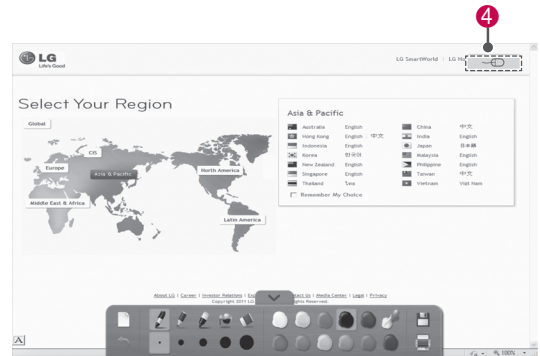 4
LG
Life's Good
LG SmartWorld | LG
Select Your Region
Global
CIS
Europe
Asia & Pacific
North America
Middle East & Africa
Latin America
Asia & Pacific
Australia English
Hong Kong English 中文
Indonesia English
Korea 한국어
New Zealand English
Singapore English
Thailand ไทย
China 中文
India English
Japan 日本語
Malaysia English
Philippine English
Taiwan 中文
Vietnam Việt Nam
Remember My Choice
About LG | Career | Investor Relations | | Media Center | Legal | Privacy
Copyright 2011 LG ights Reserved.
A
100%